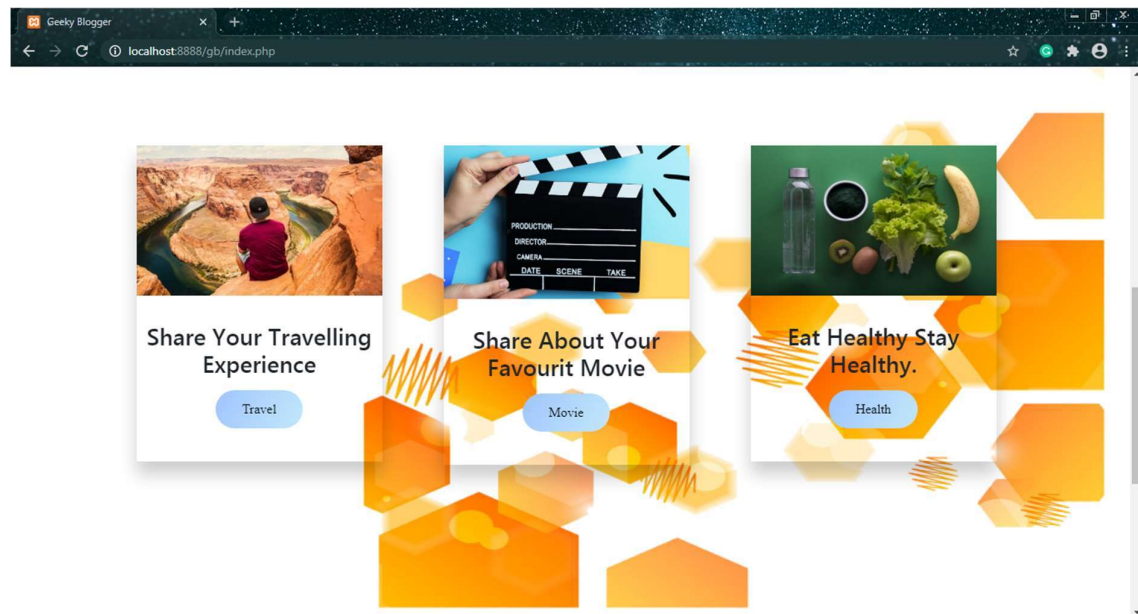 Geeky Blogger
localhost:8888/gb/index.php
PRODUCTION
DIRECTOR
CAMERA
DATE SCENE TAKE
Share Your Travelling
Experience
Travel
Share About Your
Favourit Movie
Movie
Eat Healthy Stay
Healthy.
Health